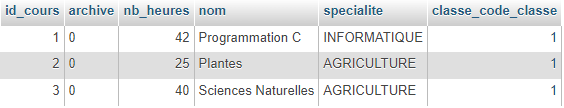 id_cours archive nb_heures nom specialite classe_code_classe
1 0 42 Programmation C INFORMATIQUE 1
2 0 25 Plantes AGRICULTURE 1
3 0 40 Sciences Naturelles AGRICULTURE 1